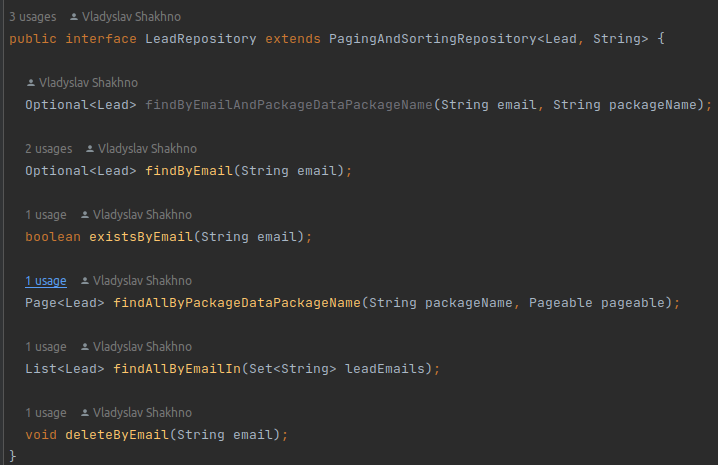 3 usages Vladyslav Shakhno
public interface LeadRepository extends PagingAndSortingRepository<Lead, String> {
Vladyslav Shakhno
Optional<Lead> findByEmailAndPackageDataPackageName(String email, String packageName);
2 usages Vladyslav Shakhno
Optional<Lead> findByEmail(String email);
1 usage Vladyslav Shakhno
boolean existsByEmail(String email);
1 usage Vladyslav Shakhno
Page<Lead> findAllByPackageDataPackageName(String packageName, Pageable pageable);
1 usage Vladyslav Shakhno
List<Lead> findAllByEmailIn(Set<String> leadEmails);
1 usage Vladyslav Shakhno
void deleteByEmail(String email);
}